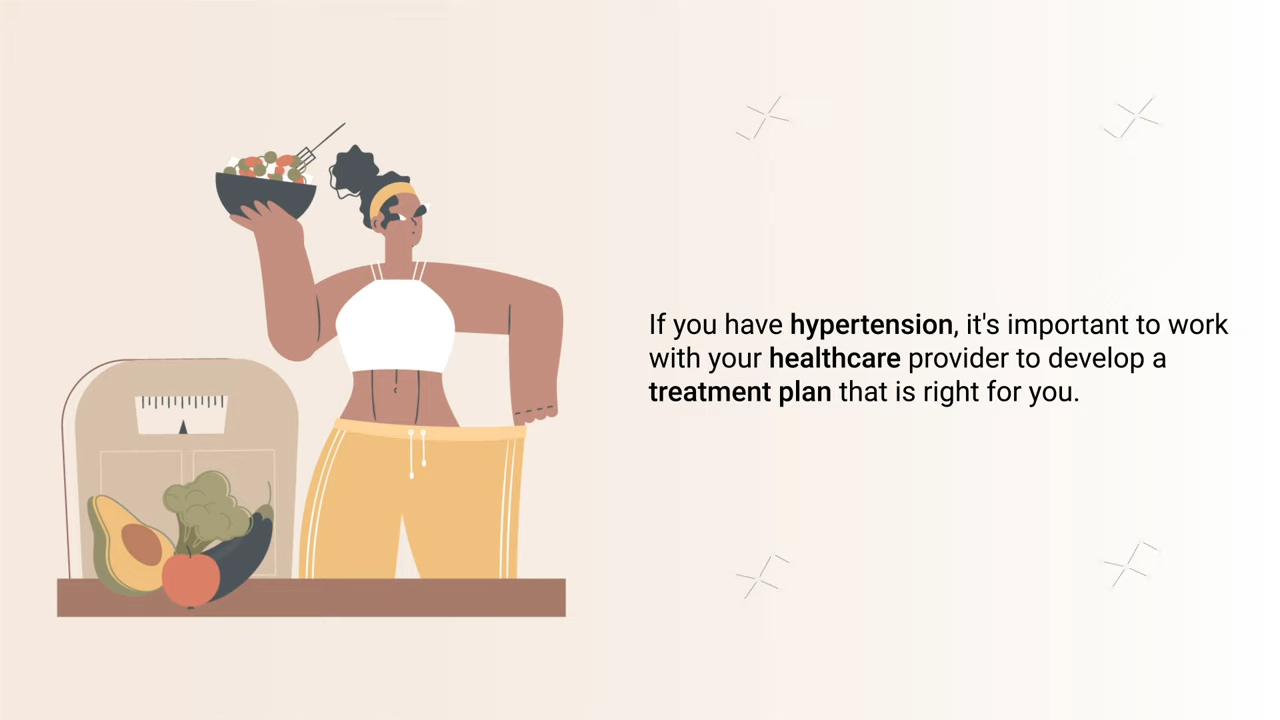 If you have hypertension, it's important to work
with your healthcare provider to develop a
treatment plan that is right for you.